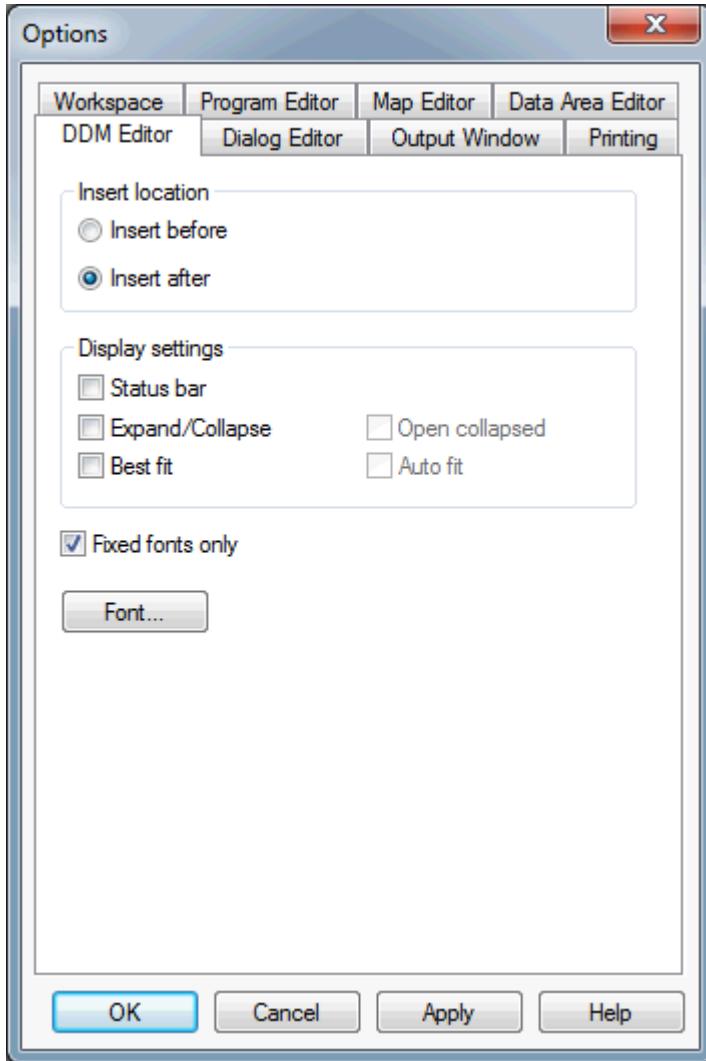 Options
Workspace Program Editor Map Editor Data Area Editor
DDM Editor Dialog Editor Output Window Printing
Insert location
Insert before
Insert after
Display settings
Status bar
Expand/Collapse Open collapsed
Best fit Auto fit
Fixed fonts only
Font...
OK Cancel Apply Help